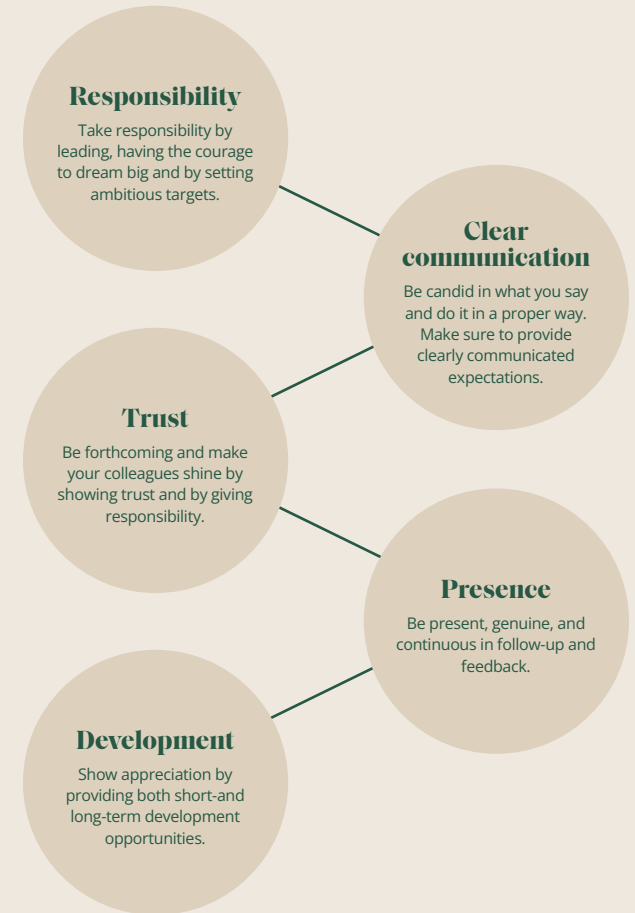 Responsibility
Take responsibility by
leading, having the courage
to dream big and by setting
ambitious targets.
Clear
communication
Be candid in what you say
and do it in a proper way.
Make sure to provide
clearly communicated
expectations.
Trust
Be forthcoming and make
your colleagues shine by
showing trust and by giving
responsibility.
Presence
Be present, genuine, and
continuous in follow-up and
feedback.
Development
Show appreciation by
providing both short-and
long-term development
opportunities.